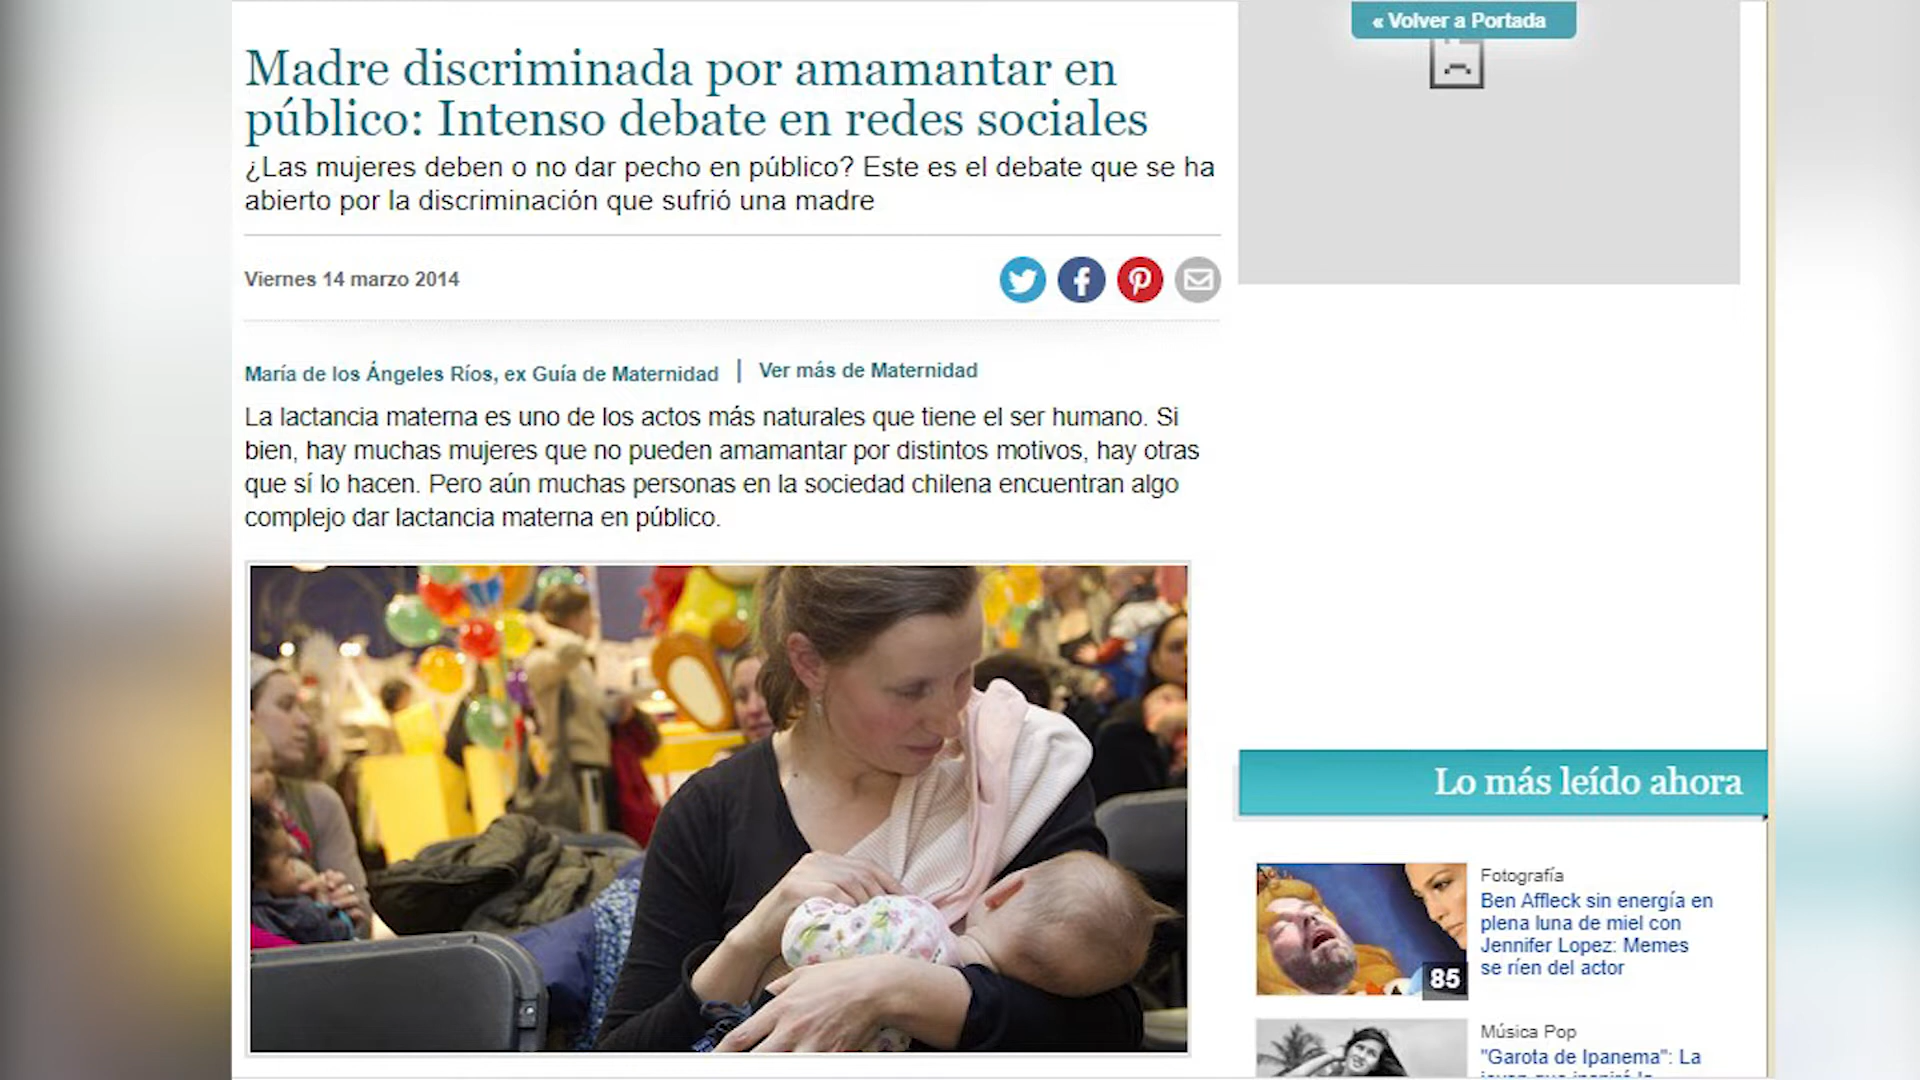 « Volver a Portada
Madre discriminada por amamantar en
público: Intenso debate en redes sociales
¿Las mujeres deben o no dar pecho en público? Este es el debate que se ha
abierto por la discriminación que sufrió una madre
Viernes 14 marzo 2014
María de los Ángeles Ríos, ex Guía de Maternidad | Ver más de Maternidad
La lactancia materna es uno de los actos más naturales que tiene el ser humano. Si
bien, hay muchas mujeres que no pueden amamantar por distintos motivos, hay otras
que sí lo hacen. Pero aún muchas personas en la sociedad chilena encuentran algo
complejo dar lactancia materna en público.
Lo más leído ahora
Fotografía
Ben Affleck sin energía en
plena luna de miel con
Jennifer Lopez: Memes
se ríen del actor
85
Música Pop
"Garota de Ipanema": La